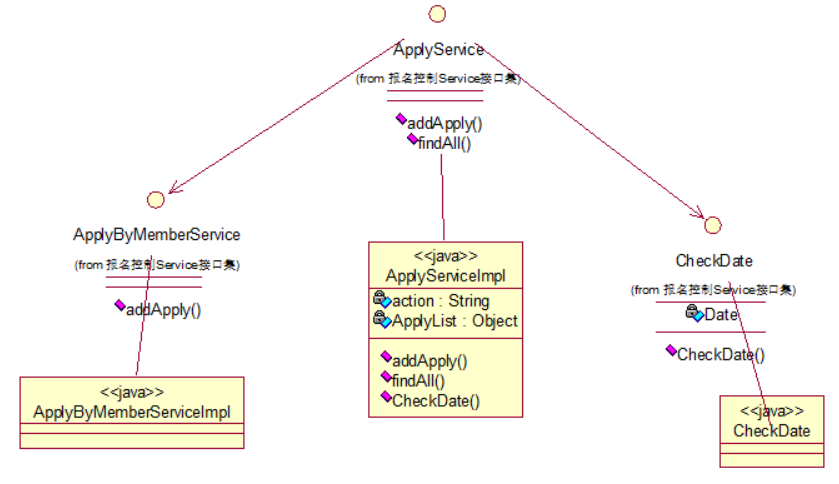 ApplyService
(from 报名控制Service接口集)
addApply()
findAll()
ApplyByMemberService
(from 报名控制Service接口集)
addApply()
<<java>>
ApplyByMemberServiceImpl
<<java>>
ApplyServiceImpl
action : String
ApplyList : Object
addApply()
findAll()
CheckDate()
CheckDate
(from 报名控制Service接口集)
Date
CheckDate()
<<java>>
CheckDate